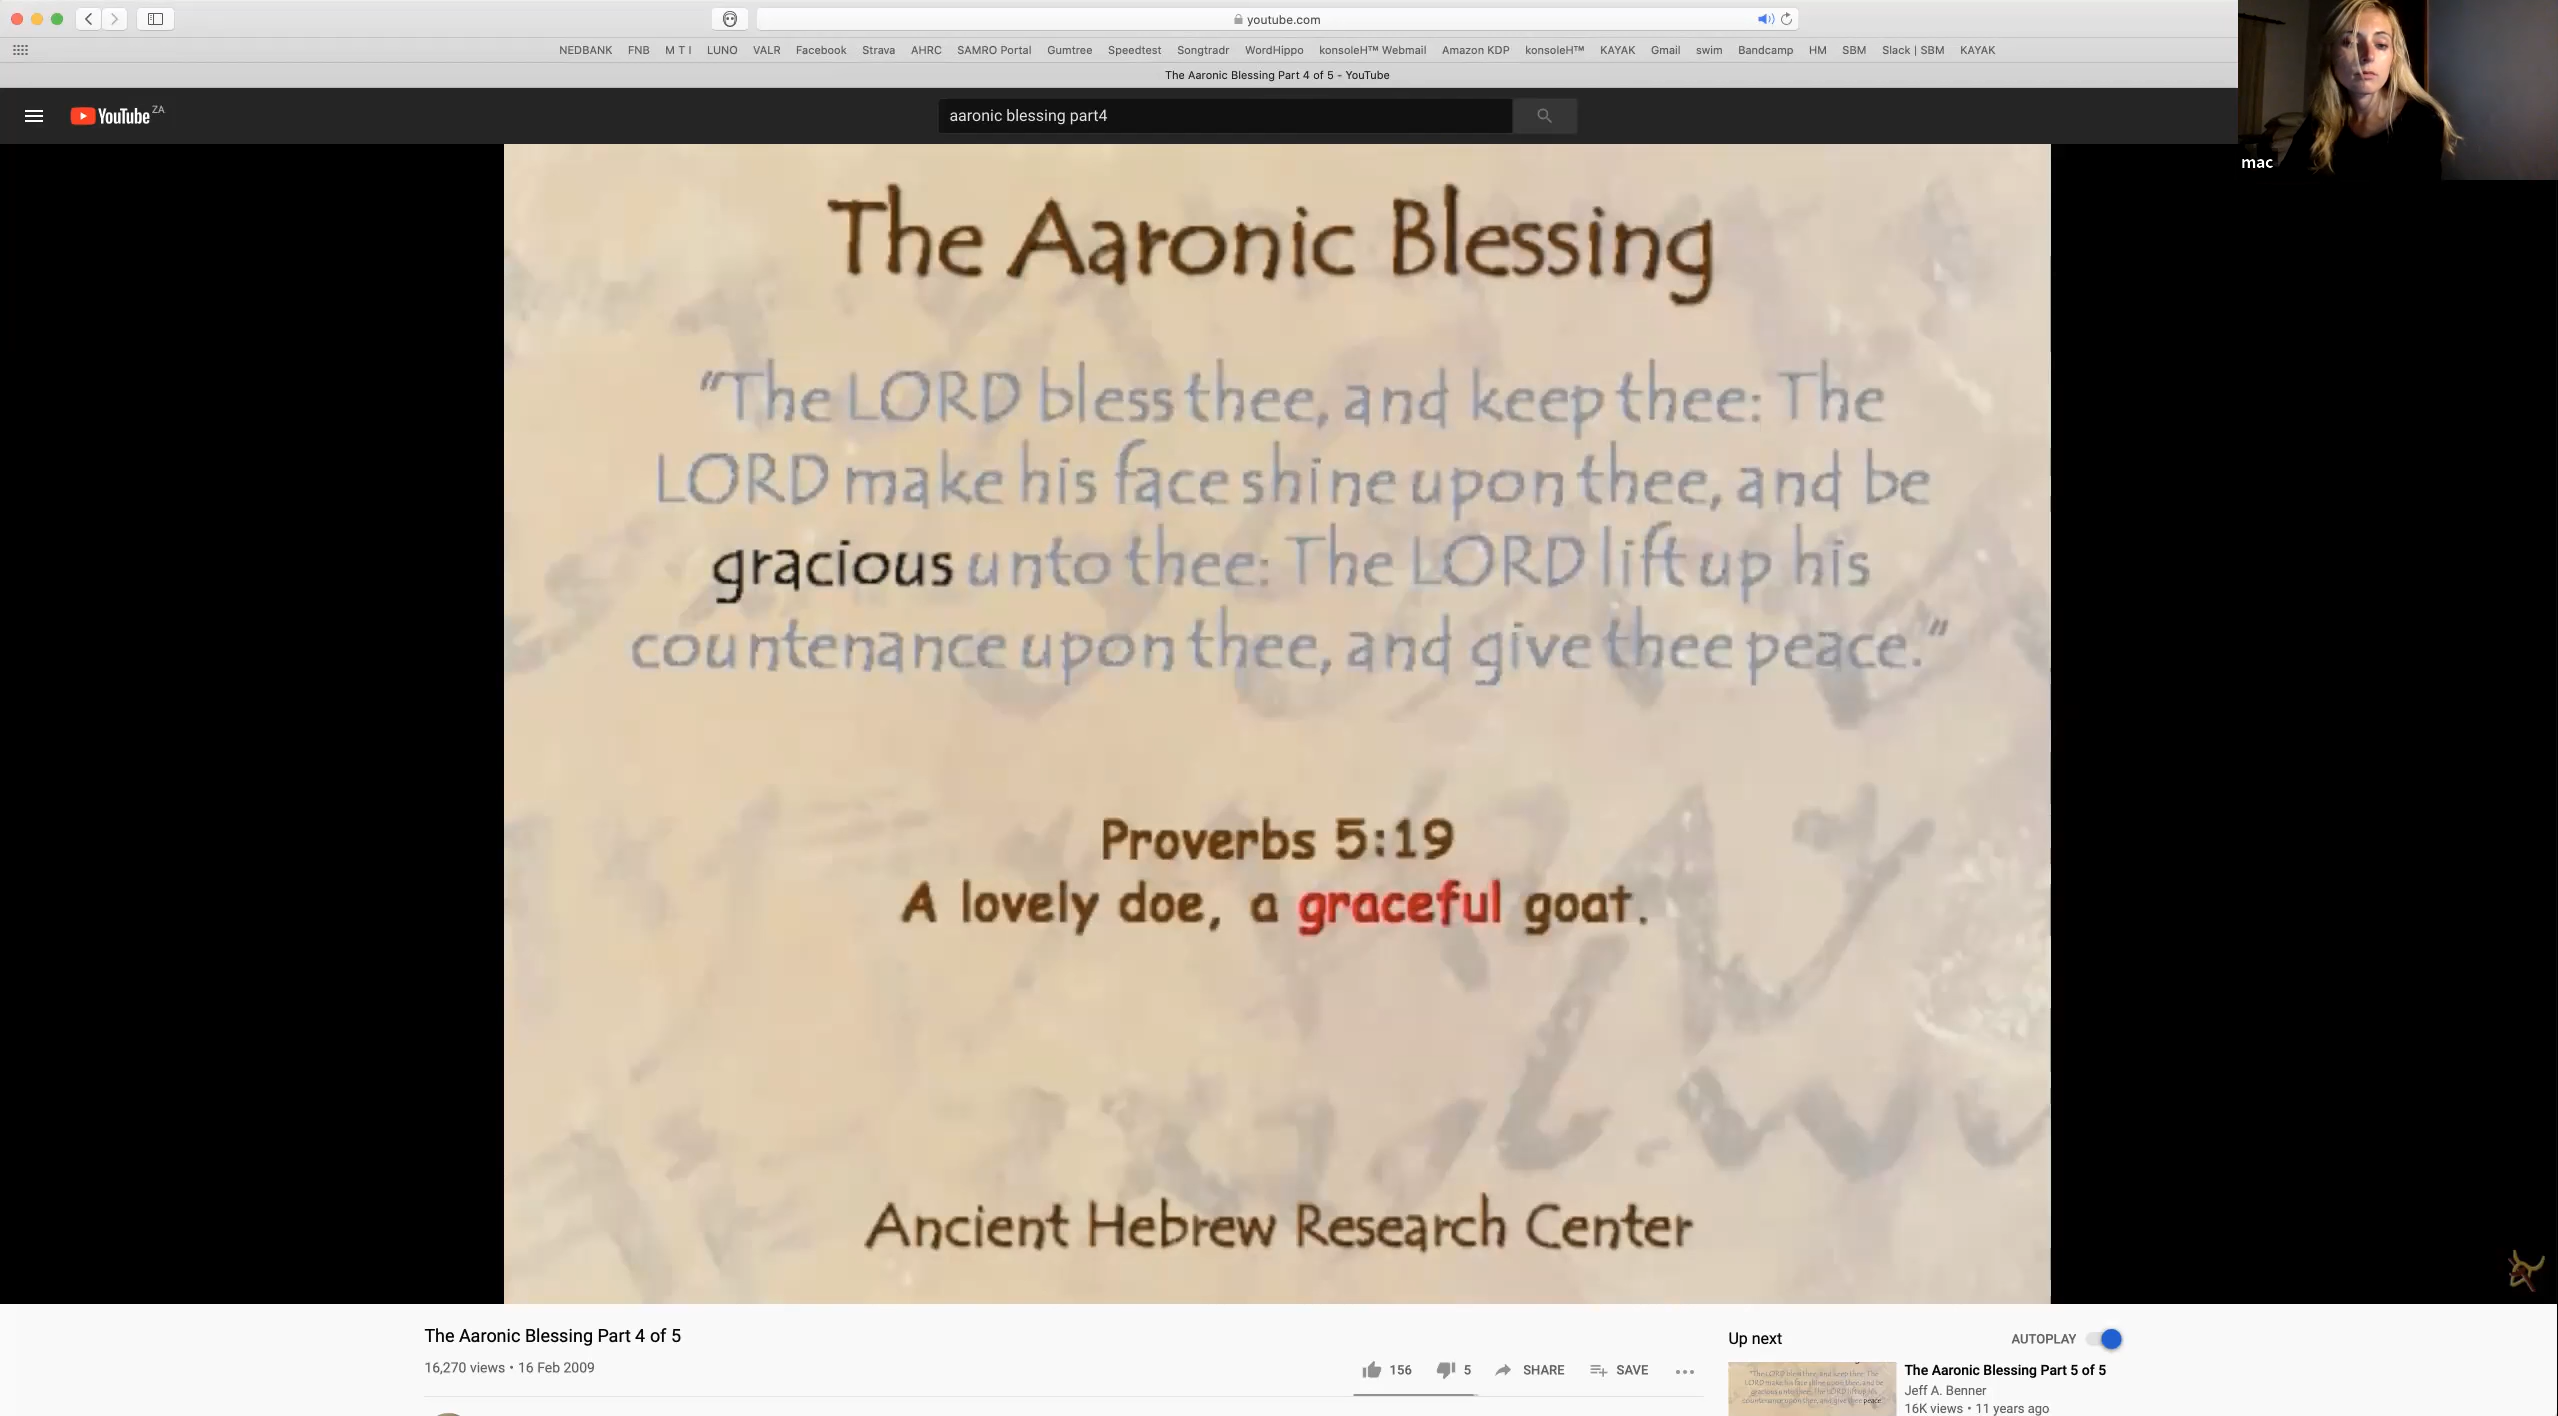 youtube.com
NEDBANK FNB M T I LUNO VALR Facebook Strava AHRC SAMRO Portal Gumtree Speedtest Songtradr WordHippo konsoleH™ Webmail Amazon KDP konsoleH™ KAYAK Gmail swim Bandcamp HM SBM Slack | SBM KAYAK
The Aaronic Blessing Part 4 of 5 - YouTube
YouTube ZA
aaronic blessing part4
mac
The Aaronic Blessing
"The LORD bless thee, and keep thee: The
LORD make his face shine upon thee, and be
gracious unto thee: The LORD lift up his
countenance upon thee, and give thee peace."
Proverbs 5:19
A lovely doe, a graceful goat.
Ancient Hebrew Research Center
The Aaronic Blessing Part 4 of 5
16,270 views • 16 Feb 2009
156 5 SHARE SAVE
Up next
AUTOPLAY
The Aaronic Blessing Part 5 of 5
Jeff A. Benner
16K views • 11 years ago